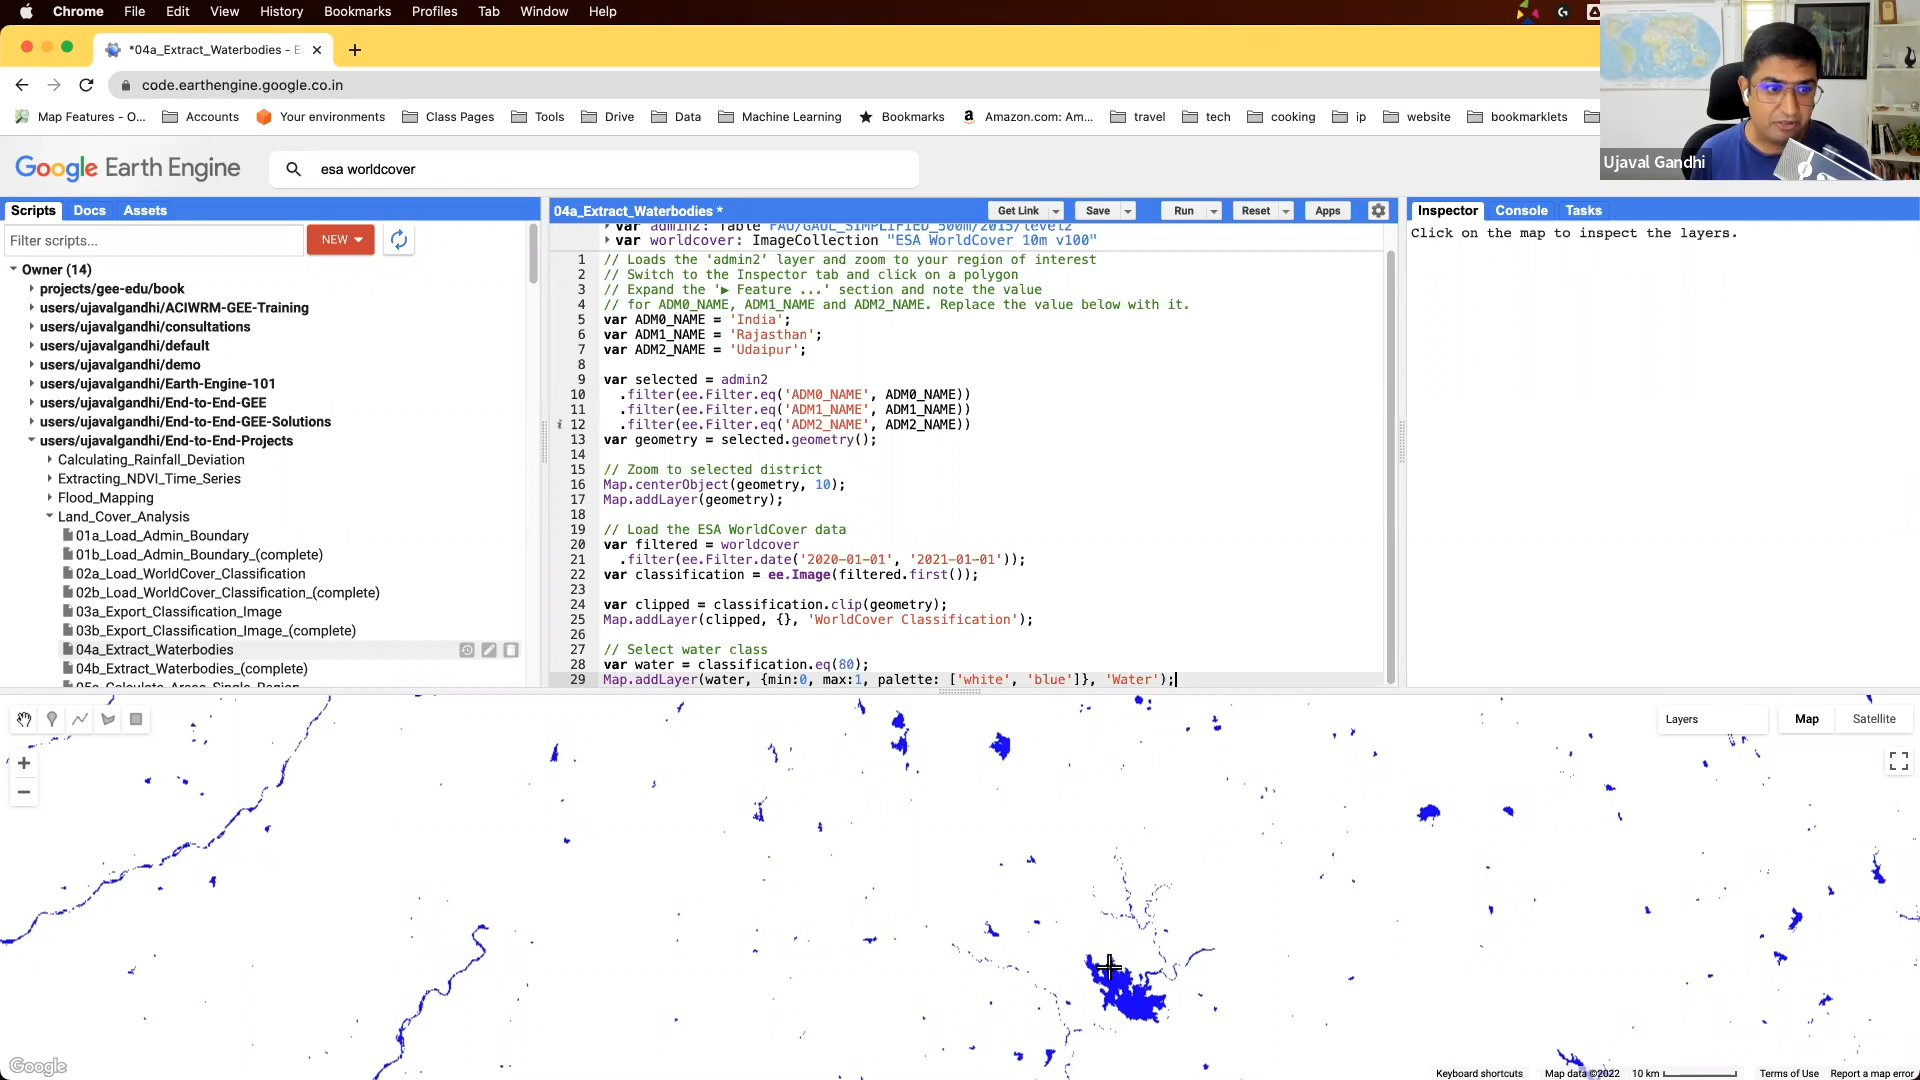 Chrome File Edit View History Bookmarks Profiles Tab Window Help
*04a_Extract_Waterbodies - E
code.earthengine.google.co.in
Map Features - O... Accounts Your environments Class Pages Tools Drive Data Machine Learning Bookmarks Amazon.com: Am... travel tech cooking ip website bookmarklets
Ujaval Gandhi
Google Earth Engine
esa worldcover
Scripts Docs Assets
Filter scripts...
NEW
Owner (14)
projects/gee-edu/book
users/ujavalgandhi/ACIWRM-GEE-Training
users/ujavalgandhi/consultations
users/ujavalgandhi/default
users/ujavalgandhi/demo
users/ujavalgandhi/Earth-Engine-101
users/ujavalgandhi/End-to-End-GEE
users/ujavalgandhi/End-to-End-GEE-Solutions
users/ujavalgandhi/End-to-End-Projects
Calculating_Rainfall_Deviation
Extracting_NDVI_Time_Series
Flood_Mapping
Land_Cover_Analysis
01a_Load_Admin_Boundary
01b_Load_Admin_Boundary_(complete)
02a_Load_WorldCover_Classification
02b_Load_WorldCover_Classification_(complete)
03a_Export_Classification_Image
03b_Export_Classification_Image_(complete)
04a_Extract_Waterbodies
04b_Extract_Waterbodies_(complete)
04a_Extract_Waterbodies *
Get Link Save Run Reset Apps
var admin2: Table "FAO/GAUL_SIMPLIFIED_500m/2015/level2"
var worldcover: ImageCollection "ESA WorldCover 10m v100"
1 // Loads the 'admin2' layer and zoom to your region of interest
2 // Switch to the Inspector tab and click on a polygon
3 // Expand the '▶ Feature ...' section and note the value
4 // for ADM0_NAME, ADM1_NAME and ADM2_NAME. Replace the value below with it.
5 var ADM0_NAME = 'India';
6 var ADM1_NAME = 'Rajasthan';
7 var ADM2_NAME = 'Udaipur';
8
9 var selected = admin2
10 .filter(ee.Filter.eq('ADM0_NAME', ADM0_NAME))
11 .filter(ee.Filter.eq('ADM1_NAME', ADM1_NAME))
i 12 .filter(ee.Filter.eq('ADM2_NAME', ADM2_NAME))
13 var geometry = selected.geometry();
14
15 // Zoom to selected district
16 Map.centerObject(geometry, 10);
17 Map.addLayer(geometry);
18
19 // Load the ESA WorldCover data
20 var filtered = worldcover
21 .filter(ee.Filter.date('2020-01-01', '2021-01-01'));
22 var classification = ee.Image(filtered.first());
23
24 var clipped = classification.clip(geometry);
25 Map.addLayer(clipped, {}, 'WorldCover Classification');
26
27 // Select water class
28 var water = classification.eq(80);
29 Map.addLayer(water, {min:0, max:1, palette: ['white', 'blue']}, 'Water');
Inspector Console Tasks
Click on the map to inspect the layers.
Layers Map Satellite
Google
Keyboard shortcuts Map data ©2022 10 km Terms of Use Report a map error